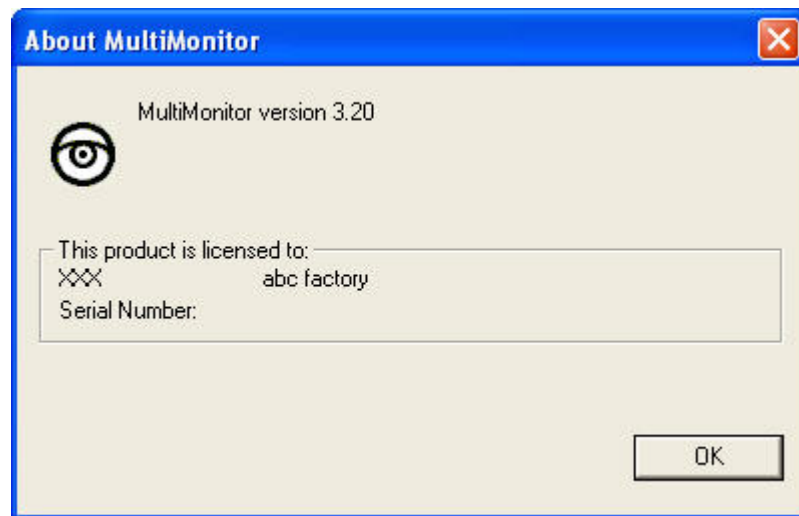 About MultiMonitor
MultiMonitor version 3.20
This product is licensed to:
XXX abc factory
Serial Number:
OK